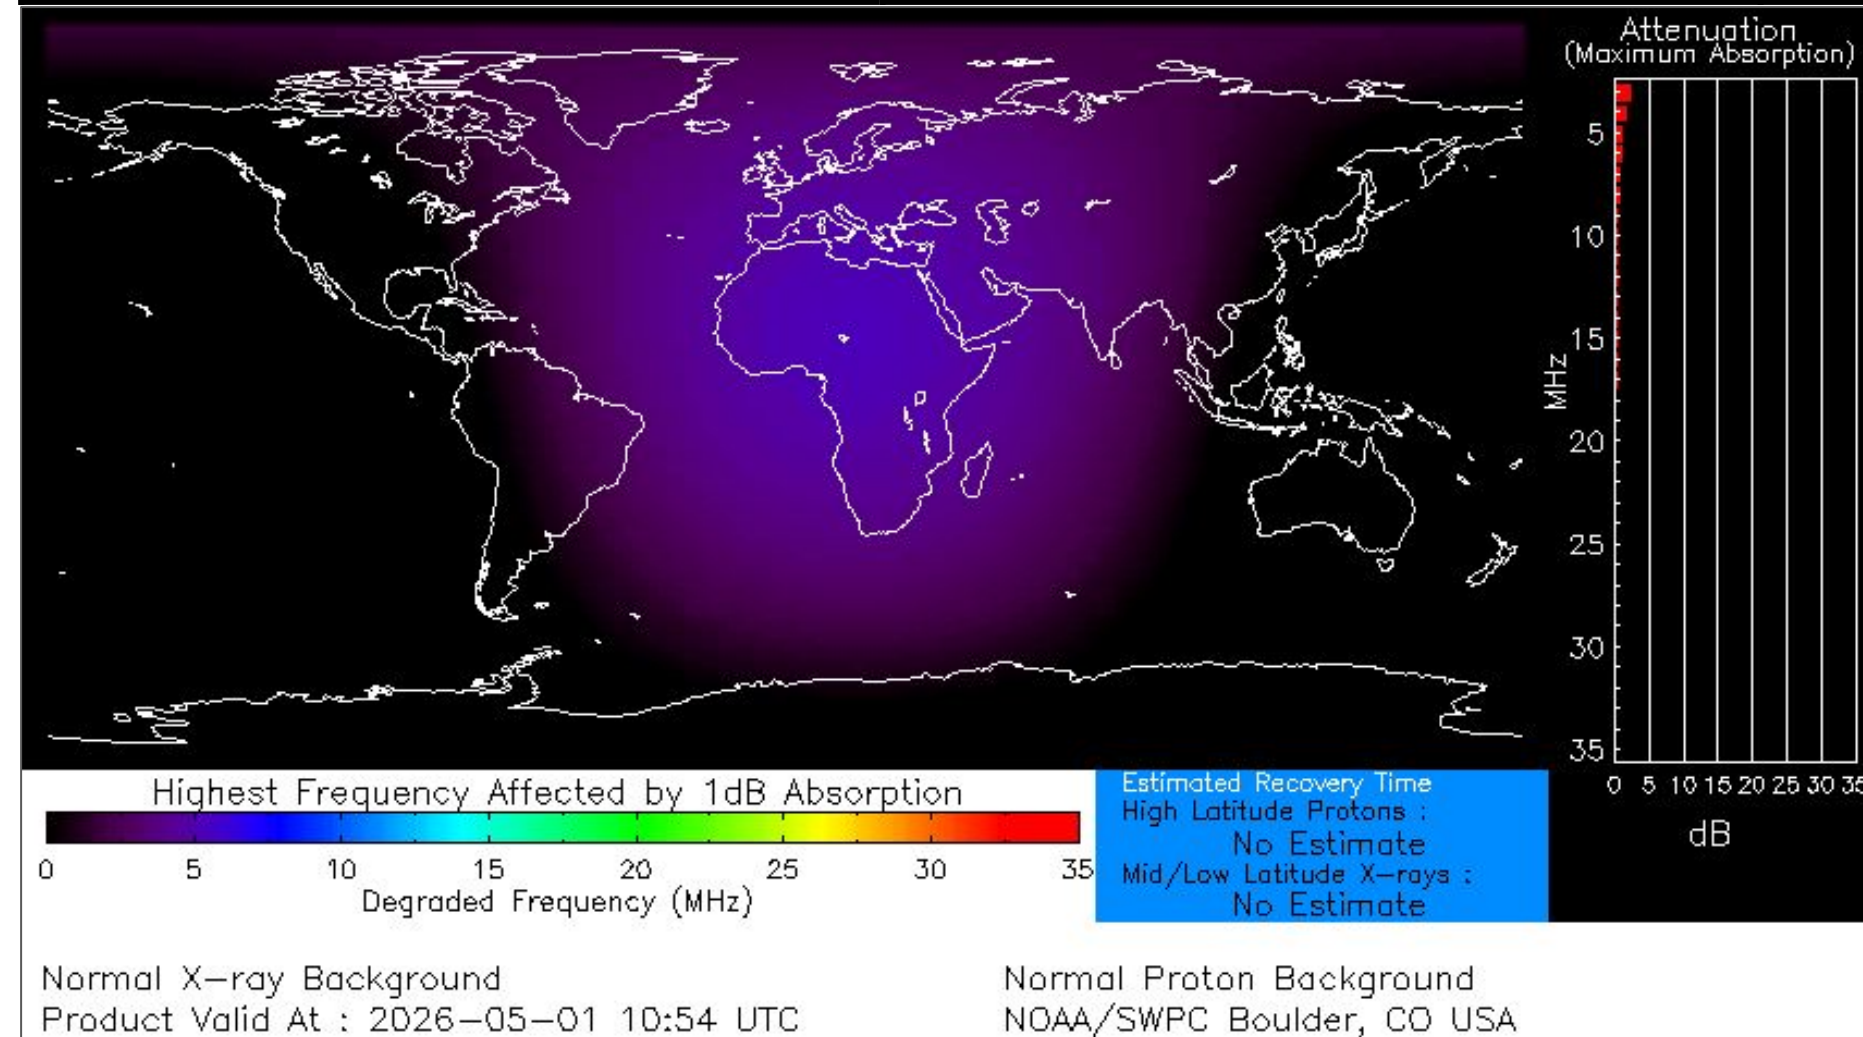 Attenuation
(Maximum Absorption)
5
10
15
20
25
30
35
MHz
0 5 10 15 20 25 30 35
dB
Highest Frequency Affected by 1dB Absorption
0 5 10 15 20 25 30 35
Degraded Frequency (MHz)
Estimated Recovery Time
High Latitude Protons :
No Estimate
Mid/Low Latitude X-rays :
No Estimate
Normal X-ray Background
Normal Proton Background
Product Valid At : 2026-05-01 10:54 UTC
NOAA/SWPC Boulder, CO USA